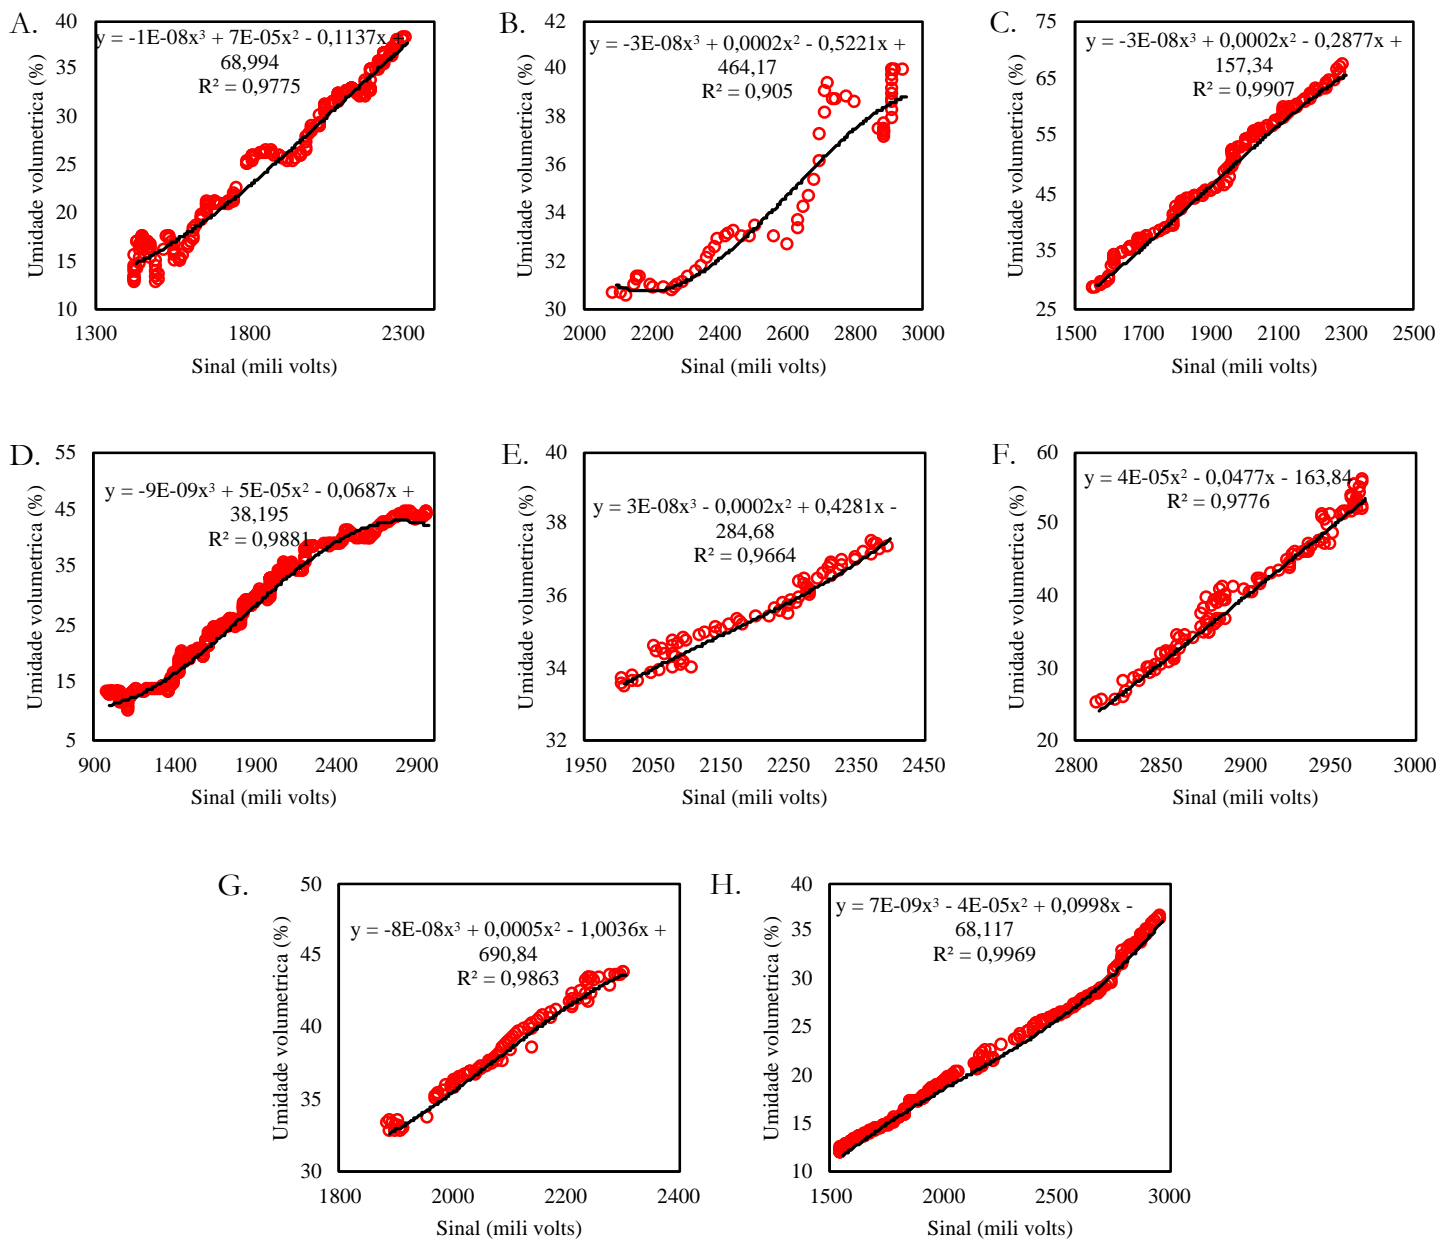 A.
y = -1E-08x³ + 7E-05x² - 0,1137x +
68,994
R² = 0,9775
Umidade volumetrica (%)
40
35
30
25
20
15
10
1300 1800 2300
Sinal (mili volts)
B.
y = -3E-08x³ + 0,0002x² - 0,5221x +
464,17
R² = 0,905
Umidade volumetrica (%)
42
40
38
36
34
32
30
2000 2200 2400 2600 2800 3000
Sinal (mili volts)
C.
y = -3E-08x³ + 0,0002x² - 0,2877x +
157,34
R² = 0,9907
Umidade volumetrica (%)
75
65
55
45
35
25
1500 1700 1900 2100 2300 2500
Sinal (mili volts)
D.
y = -9E-09x³ + 5E-05x² - 0,0687x +
38,195
R² = 0,9881
Umidade volumetrica (%)
55
45
35
25
15
5
900 1400 1900 2400 2900
Sinal (mili volts)
E.
y = 3E-08x³ - 0,0002x² + 0,4281x -
284,68
R² = 0,9664
Umidade volumetrica (%)
40
38
36
34
32
1950 2050 2150 2250 2350 2450
Sinal (mili volts)
F.
y = 4E-05x² - 0,0477x - 163,84
R² = 0,9776
Umidade volumetrica (%)
60
50
40
30
20
2800 2850 2900 2950 3000
Sinal (mili volts)
G.
y = -8E-08x³ + 0,0005x² - 1,0036x +
690,84
R² = 0,9863
Umidade volumetrica (%)
50
45
40
35
30
1800 2000 2200 2400
Sinal (mili volts)
H.
y = 7E-09x³ - 4E-05x² + 0,0998x -
68,117
R² = 0,9969
Umidade volumetrica (%)
40
35
30
25
20
15
10
1500 2000 2500 3000
Sinal (mili volts)